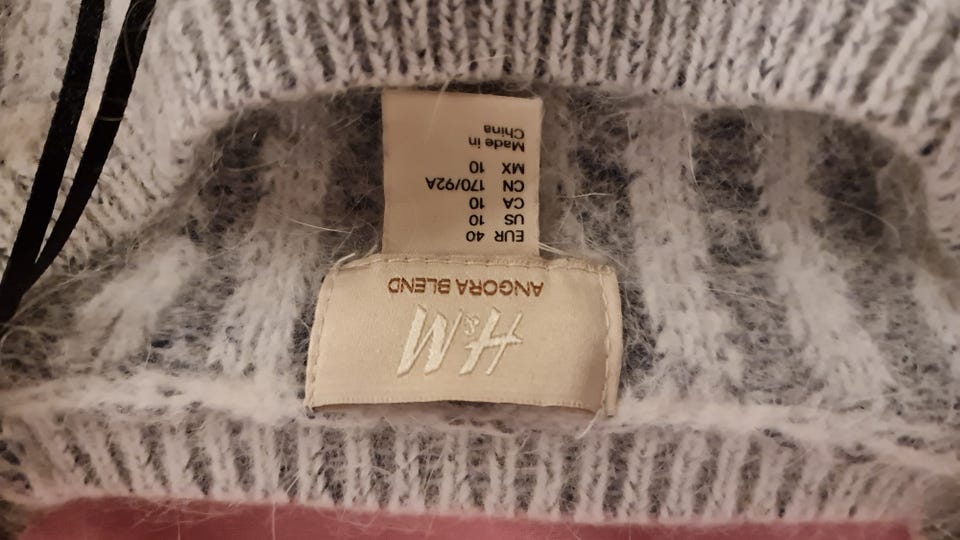 H&M
ANGORA BLEND
EUR 40
US 10
CA 10
CN 170/92A
MX 10
Made in
China